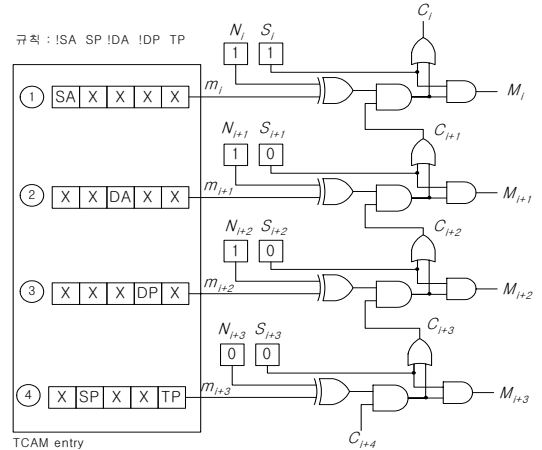 C_i
N_i S_i
규칙 : !SA SP !DA !DP TP
1 1
m_i
① SA X X X X
M_i
C_{i+1}
N_{i+1} S_{i+1}
1 0
m_{i+1}
② X X DA X X
M_{i+1}
C_{i+2}
N_{i+2} S_{i+2}
1 0
m_{i+2}
③ X X X DP X
M_{i+2}
C_{i+3}
N_{i+3} S_{i+3}
0 0
m_{i+3}
④ X SP X X TP
M_{i+3}
C_{i+4}
TCAM entry